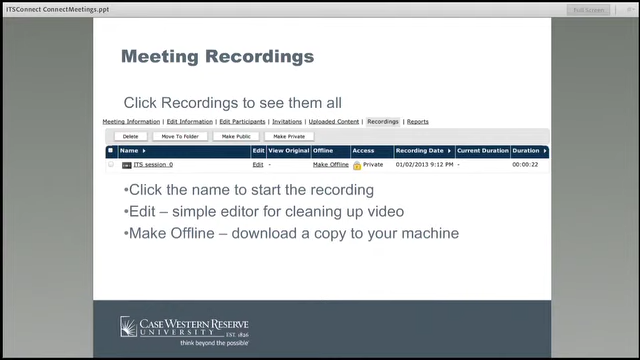 ITSConnect ConnectMeetings.ppt
Full Screen
Meeting Recordings
Click Recordings to see them all
Meeting Information | Edit Information | Edit Participants | Invitations | Uploaded Content | Recordings | Reports
Delete Move To Folder Make Public Make Private
Name Edit View Original Offline Access Recording Date Current Duration Duration
ITS session_0 Edit - Make Offline Private 01/02/2013 9:12 PM - 00:00:22
•Click the name to start the recording
•Edit – simple editor for cleaning up video
•Make Offline – download a copy to your machine
CASE WESTERN RESERVE
UNIVERSITY EST. 1826
think beyond the possible®